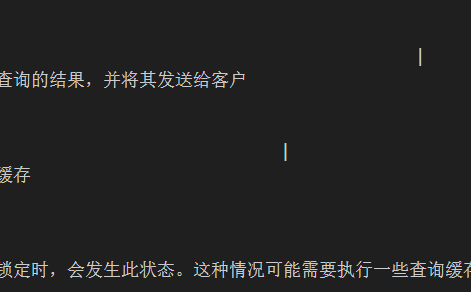 |
查询的结果，并将其发送给客户
|
缓存
锁定时，会发生此状态。这种情况可能需要执行一些查询缓存